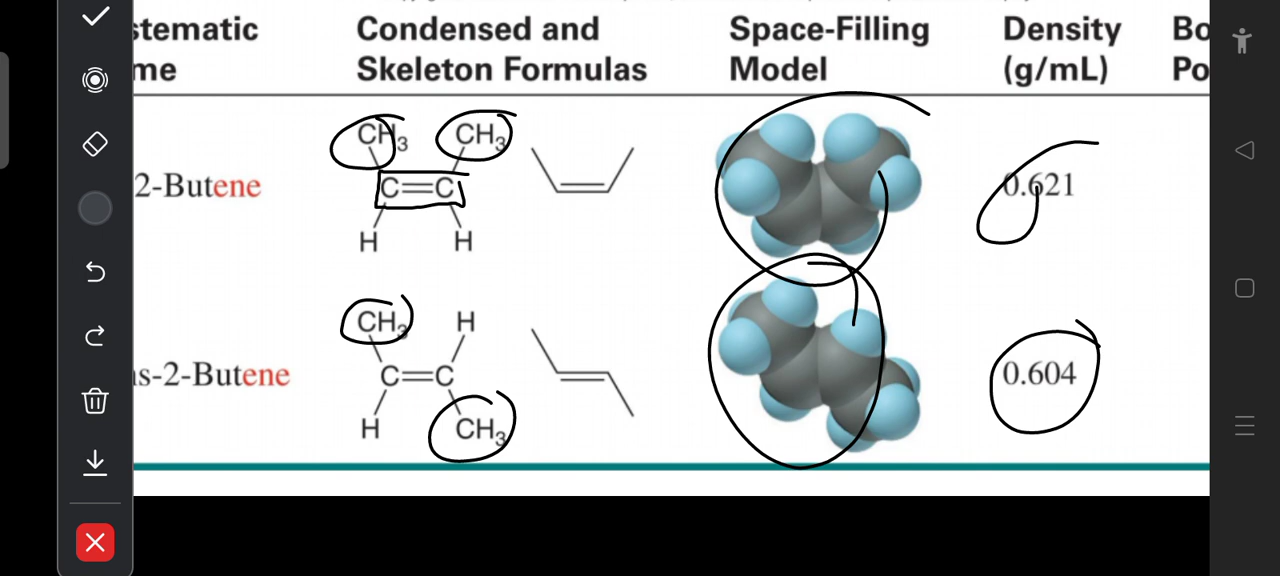 stematic Condensed and Space-Filling Density Bo
me Skeleton Formulas Model (g/mL) Po
CH₃ CH₃
2-Butene C=C 0.621
H H
CH₃ H
s-2-Butene C=C 0.604
H CH₃